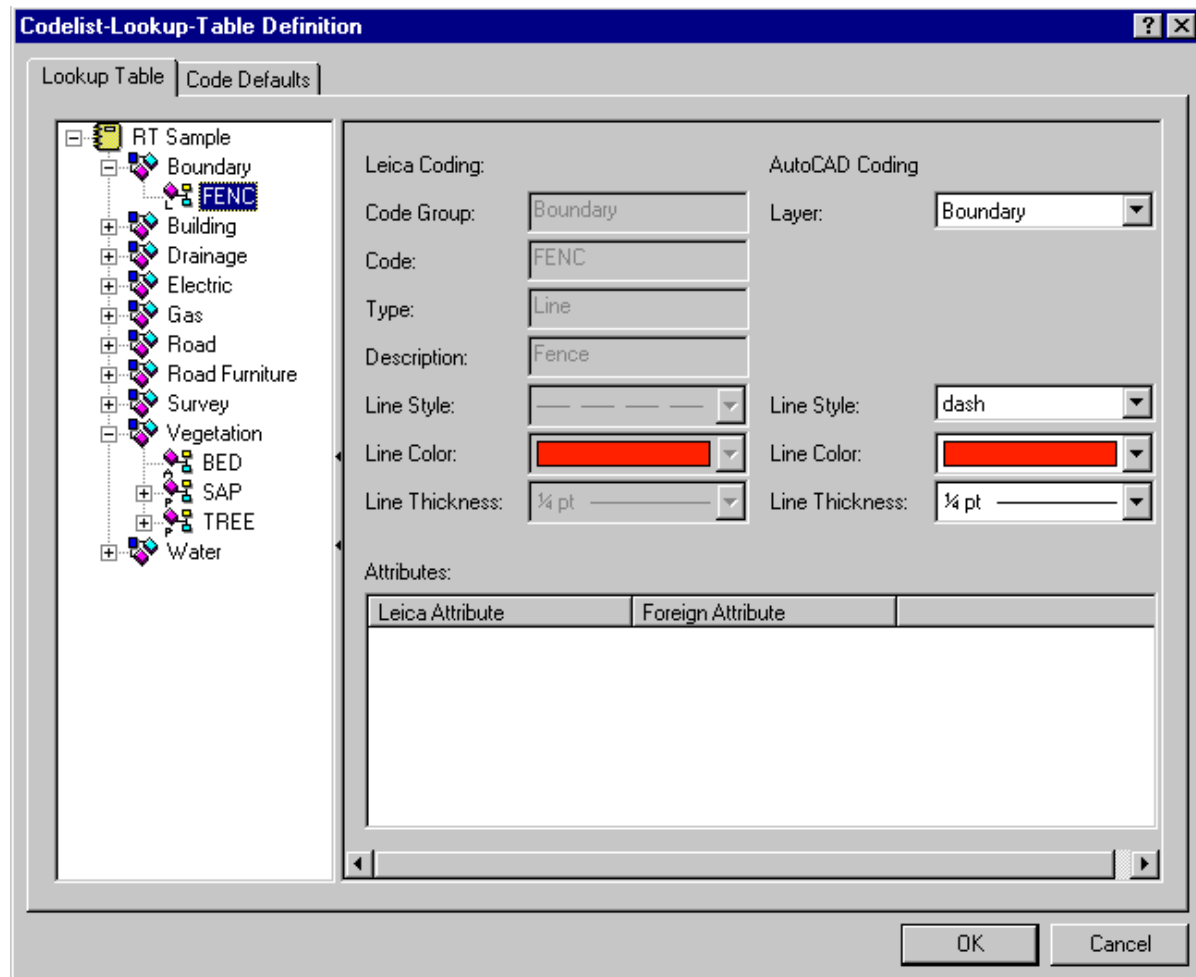 Codelist-Lookup-Table Definition
Lookup Table
Code Defaults
RT Sample
Boundary
L
FENC
Building
Drainage
Electric
Gas
Road
Road Furniture
Survey
Vegetation
A
BED
P
SAP
P
TREE
Water
Leica Coding:
AutoCAD Coding
Code Group:
Boundary
Layer:
Boundary
Code:
FENC
Type:
Line
Description:
Fence
Line Style:
Line Style:
dash
Line Color:
Line Color:
Line Thickness:
¼ pt
Line Thickness:
¼ pt
Attributes:
Leica Attribute
Foreign Attribute
OK
Cancel